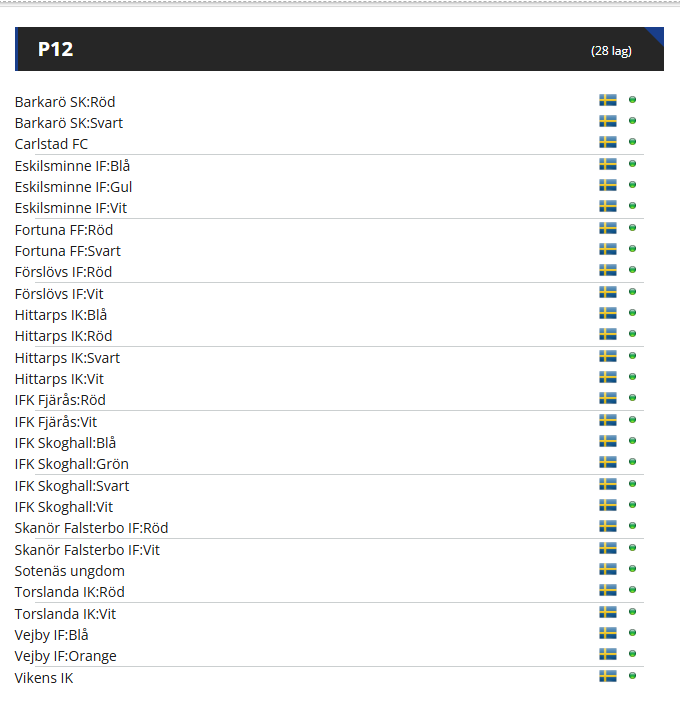 P12
(28 lag)
Barkarö SK:Röd
Barkarö SK:Svart
Carlstad FC
Eskilsminne IF:Blå
Eskilsminne IF:Gul
Eskilsminne IF:Vit
Fortuna FF:Röd
Fortuna FF:Svart
Förslövs IF:Röd
Förslövs IF:Vit
Hittarps IK:Blå
Hittarps IK:Röd
Hittarps IK:Svart
Hittarps IK:Vit
IFK Fjärås:Röd
IFK Fjärås:Vit
IFK Skoghall:Blå
IFK Skoghall:Grön
IFK Skoghall:Svart
IFK Skoghall:Vit
Skanör Falsterbo IF:Röd
Skanör Falsterbo IF:Vit
Sotenäs ungdom
Torslanda IK:Röd
Torslanda IK:Vit
Vejby IF:Blå
Vejby IF:Orange
Vikens IK